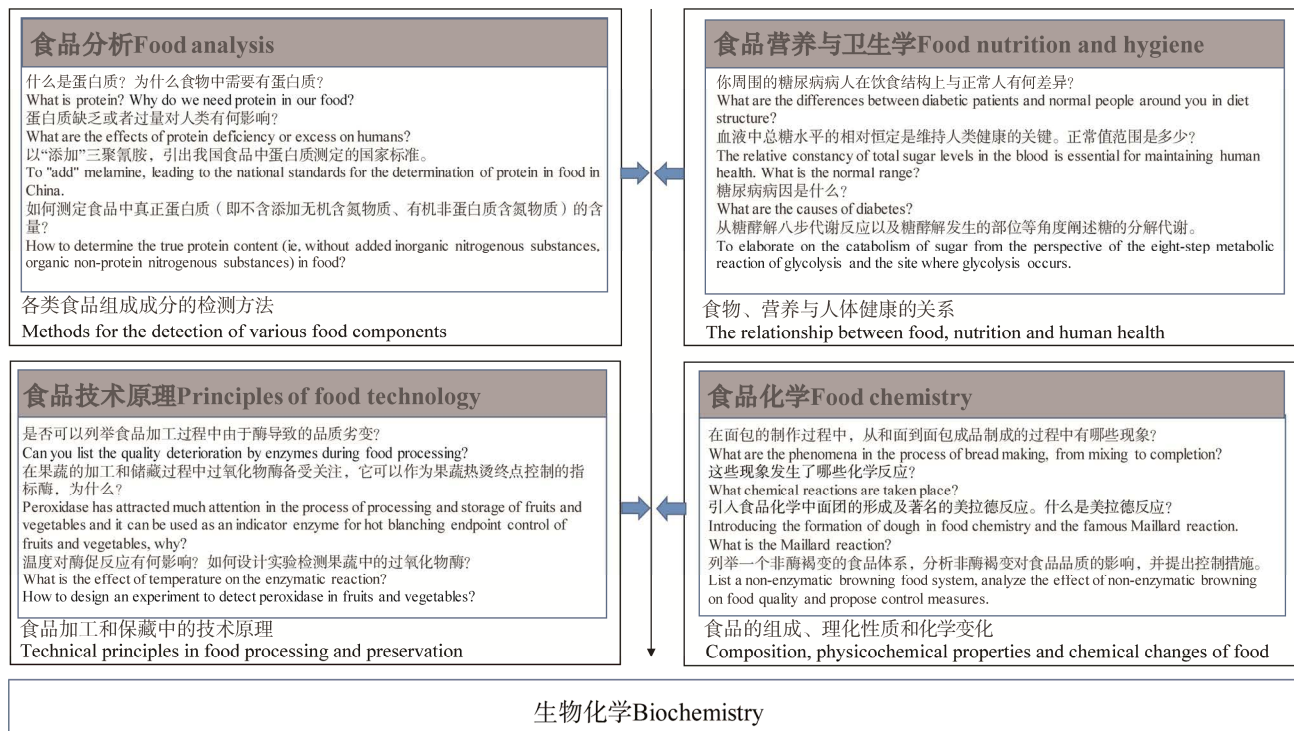 食品分析Food analysis
什么是蛋白质？为什么食物中需要有蛋白质？
What is protein? Why do we need protein in our food?
蛋白质缺乏或者过量对人类有何影响？
What are the effects of protein deficiency or excess on humans?
以“添加”三聚氰胺，引出我国食品中蛋白质测定的国家标准。
To "add" melamine, leading to the national standards for the determination of protein in food in
China.
如何测定食品中真正蛋白质（即不含添加无机含氮物质、有机非蛋白质含氮物质）的含
量？
How to determine the true protein content (ie, without added inorganic nitrogenous substances,
organic non-protein nitrogenous substances) in food?
各类食品组成成分的检测方法
Methods for the detection of various food components
食品营养与卫生学Food nutrition and hygiene
你周围的糖尿病病人在饮食结构上与正常人有何差异？
What are the differences between diabetic patients and normal people around you in diet
structure?
血液中总糖水平的相对恒定是维持人类健康的关键。正常值范围是多少？
The relative constancy of total sugar levels in the blood is essential for maintaining human
health. What is the normal range?
糖尿病病因是什么？
What are the causes of diabetes?
从糖酵解八步代谢反应以及糖酵解发生的部位等角度阐述糖的分解代谢。
To elaborate on the catabolism of sugar from the perspective of the eight-step metabolic
reaction of glycolysis and the site where glycolysis occurs.
食物、营养与人体健康的关系
The relationship between food, nutrition and human health
食品技术原理Principles of food technology
是否可以列举食品加工过程中由于酶导致的品质劣变？
Can you list the quality deterioration by enzymes during food processing?
在果蔬的加工和储藏过程中过氧化物酶备受关注，它可以作为果蔬热烫终点控制的指
标酶，为什么？
Peroxidase has attracted much attention in the process of processing and storage of fruits and
vegetables and it can be used as an indicator enzyme for hot blanching endpoint control of
fruits and vegetables, why?
温度对酶促反应有何影响？如何设计实验检测果蔬中的过氧化物酶？
What is the effect of temperature on the enzymatic reaction?
How to design an experiment to detect peroxidase in fruits and vegetables?
食品加工和保藏中的技术原理
Technical principles in food processing and preservation
食品化学Food chemistry
在面包的制作过程中，从和面到面包成品制成的过程中有哪些现象？
What are the phenomena in the process of bread making, from mixing to completion?
这些现象发生了哪些化学反应？
What chemical reactions are taken place?
引入食品化学中面团的形成及著名的美拉德反应。什么是美拉德反应？
Introducing the formation of dough in food chemistry and the famous Maillard reaction.
What is the Maillard reaction?
列举一个非酶褐变的食品体系，分析非酶褐变对食品品质的影响，并提出控制措施。
List a non-enzymatic browning food system, analyze the effect of non-enzymatic browning
on food quality and propose control measures.
食品的组成、理化性质和化学变化
Composition, physicochemical properties and chemical changes of food
生物化学Biochemistry